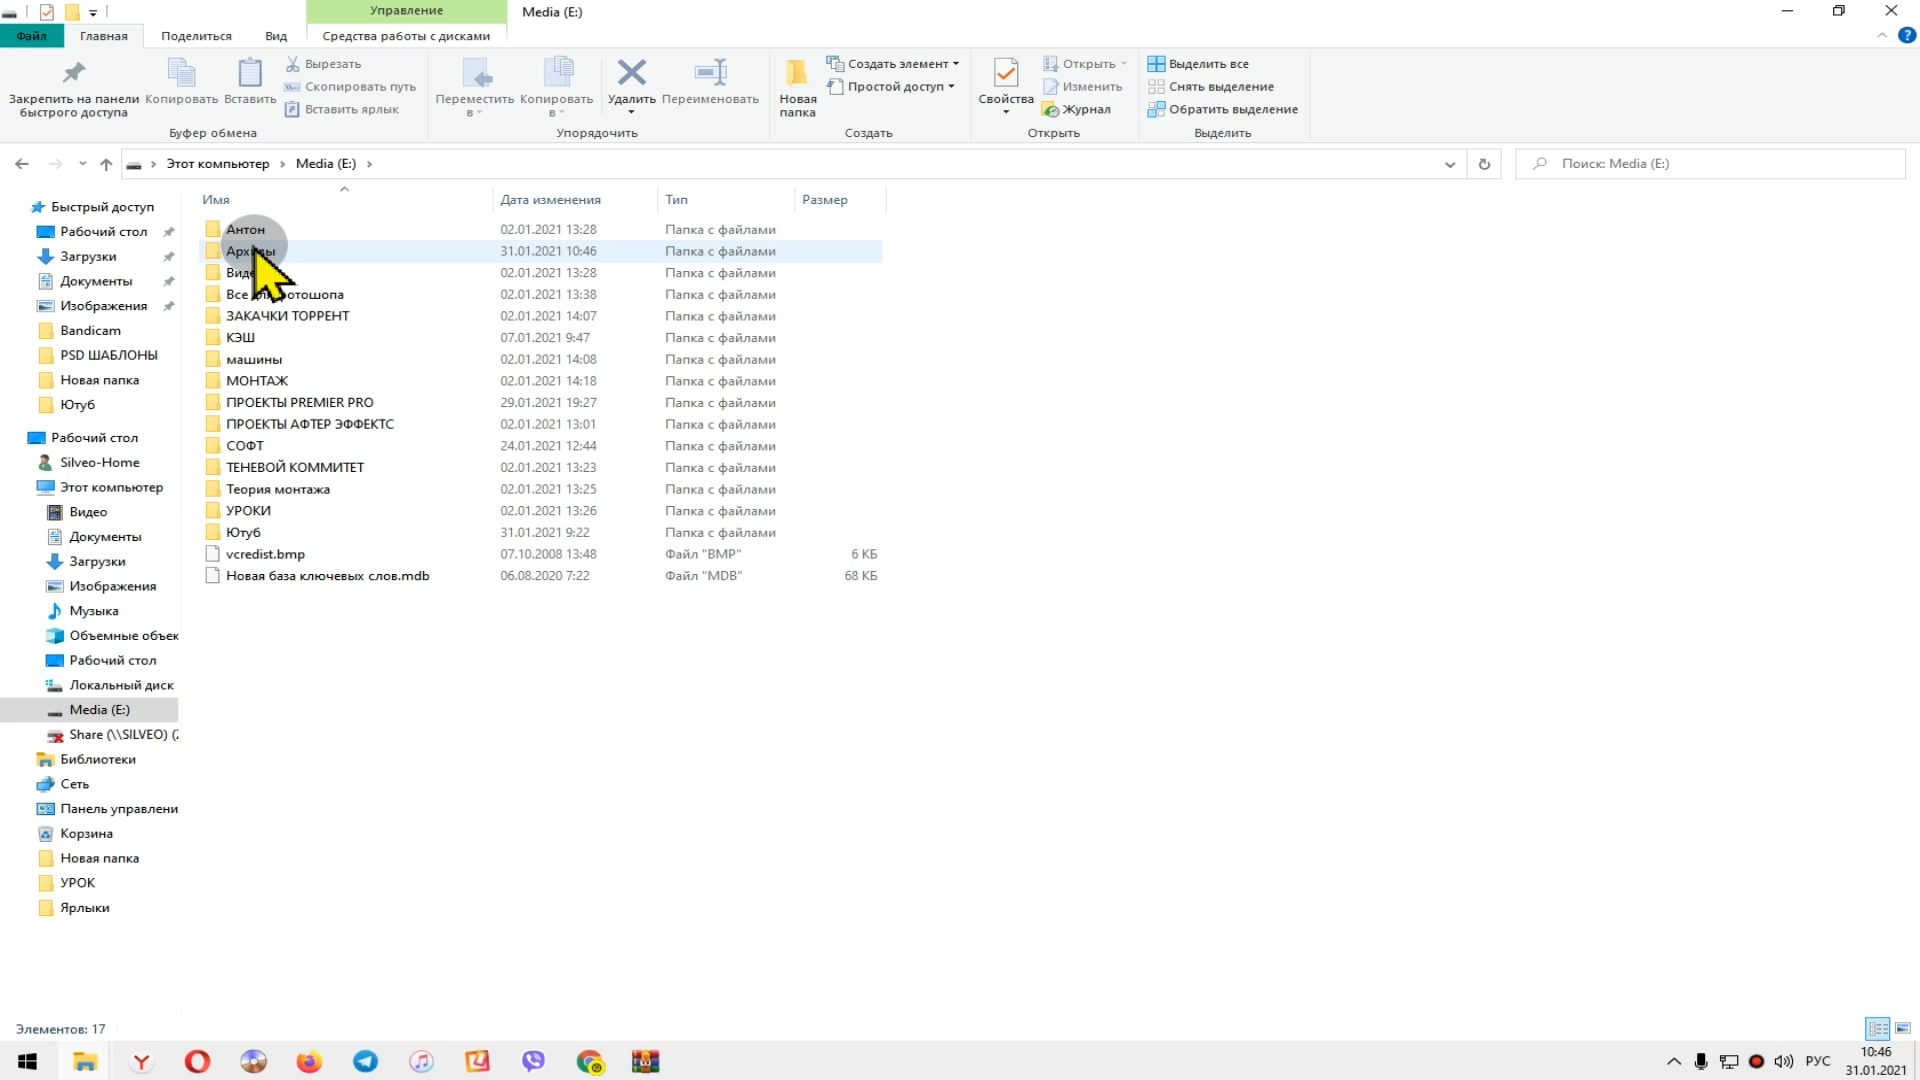 Управление
Media (E:)
Файл
Главная
Поделиться
Вид
Средства работы с дисками
Закрепить на панели быстрого доступа
Копировать
Вставить
Вырезать
Скопировать путь
Вставить ярлык
Буфер обмена
Переместить в
Копировать в
Удалить
Переименовать
Упорядочить
Новая папка
Создать элемент
Простой доступ
Создать
Свойства
Открыть
Изменить
Журнал
Открыть
Выделить все
Снять выделение
Обратить выделение
Выделить
Этот компьютер
Media (E:)
Поиск: Media (E:)
Имя Дата изменения Тип Размер
Антон 02.01.2021 13:28 Папка с файлами
31.01.2021 10:46 Папка с файлами
02.01.2021 13:28 Папка с файлами
Все 02.01.2021 13:38 Папка с файлами
ЗАКАЧКИ ТОРРЕНТ 02.01.2021 14:07 Папка с файлами
КЭШ 07.01.2021 9:47 Папка с файлами
машины 02.01.2021 14:08 Папка с файлами
МОНТАЖ 02.01.2021 14:18 Папка с файлами
ПРОЕКТЫ PREMIER PRO 29.01.2021 19:27 Папка с файлами
ПРОЕКТЫ АФТЕР ЭФФЕКТС 02.01.2021 13:01 Папка с файлами
СОФТ 24.01.2021 12:44 Папка с файлами
ТЕНЕВОЙ КОММИТЕТ 02.01.2021 13:23 Папка с файлами
Теория монтажа 02.01.2021 13:25 Папка с файлами
УРОКИ 02.01.2021 13:26 Папка с файлами
Ютуб 31.01.2021 9:22 Папка с файлами
vcredist.bmp 07.10.2008 13:48 Файл "BMP" 6 КБ
Новая база ключевых слов.mdb 06.08.2020 7:22 Файл "MDB" 68 КБ
Быстрый доступ
Рабочий стол
Загрузки
Документы
Изображения
Bandicam
PSD ШАБЛОНЫ
Новая папка
Ютуб
Рабочий стол
Silveo-Home
Этот компьютер
Видео
Документы
Загрузки
Изображения
Музыка
Объемные объек
Рабочий стол
Локальный диск
Media (E:)
Share (\\SILVEO) (
Библиотеки
Сеть
Панель управлени
Корзина
Новая папка
УРОК
Ярлыки
Элементов: 17
РУС
10:46
31.01.2021